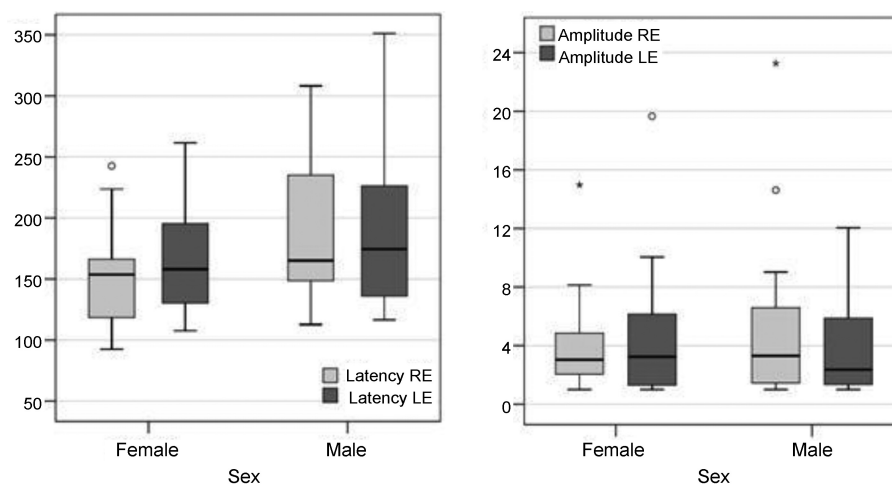 350
300
250
200
150
100
50
Latency RE
Latency LE
Female
Male
Sex
Amplitude RE
Amplitude LE
24
20
16
12
8
4
0
Female
Male
Sex